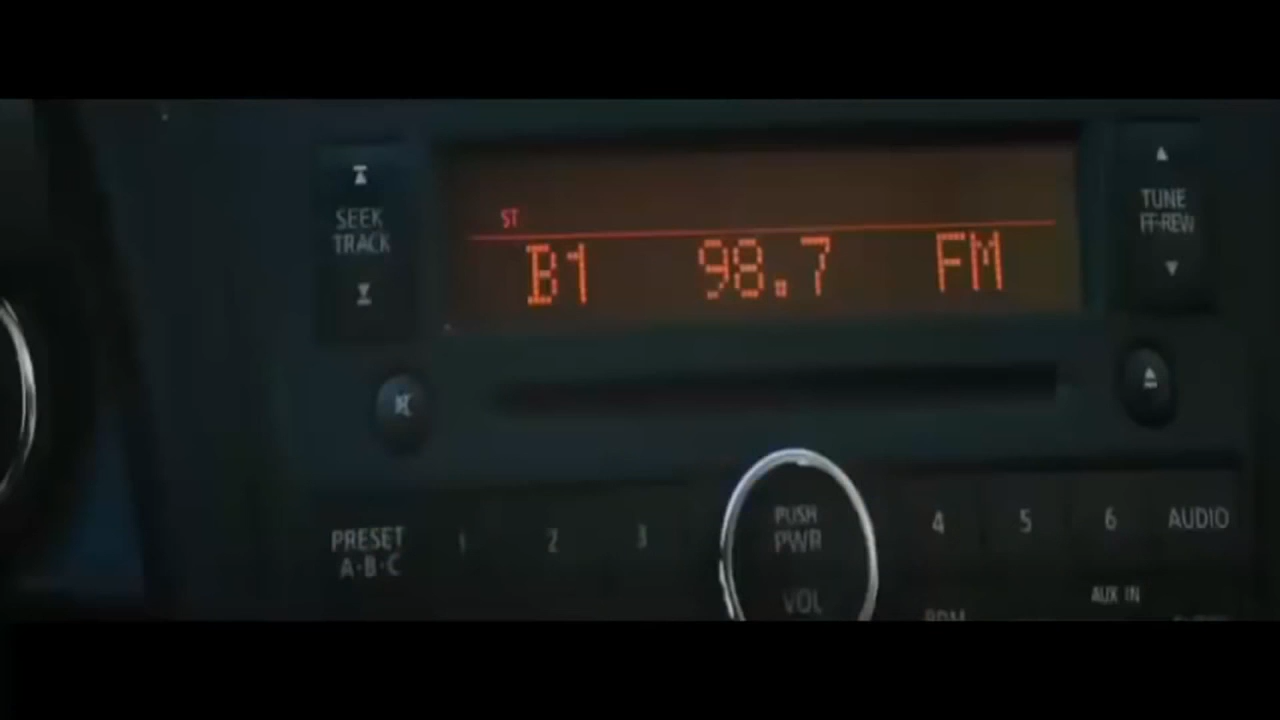 SEEK
TRACK
ST
B1 98.7 FM
TUNE
FF·REW
PRESET
A·B·C
1
2
3
PUSH
PWR
VOL
4
5
6
AUDIO
AUX IN